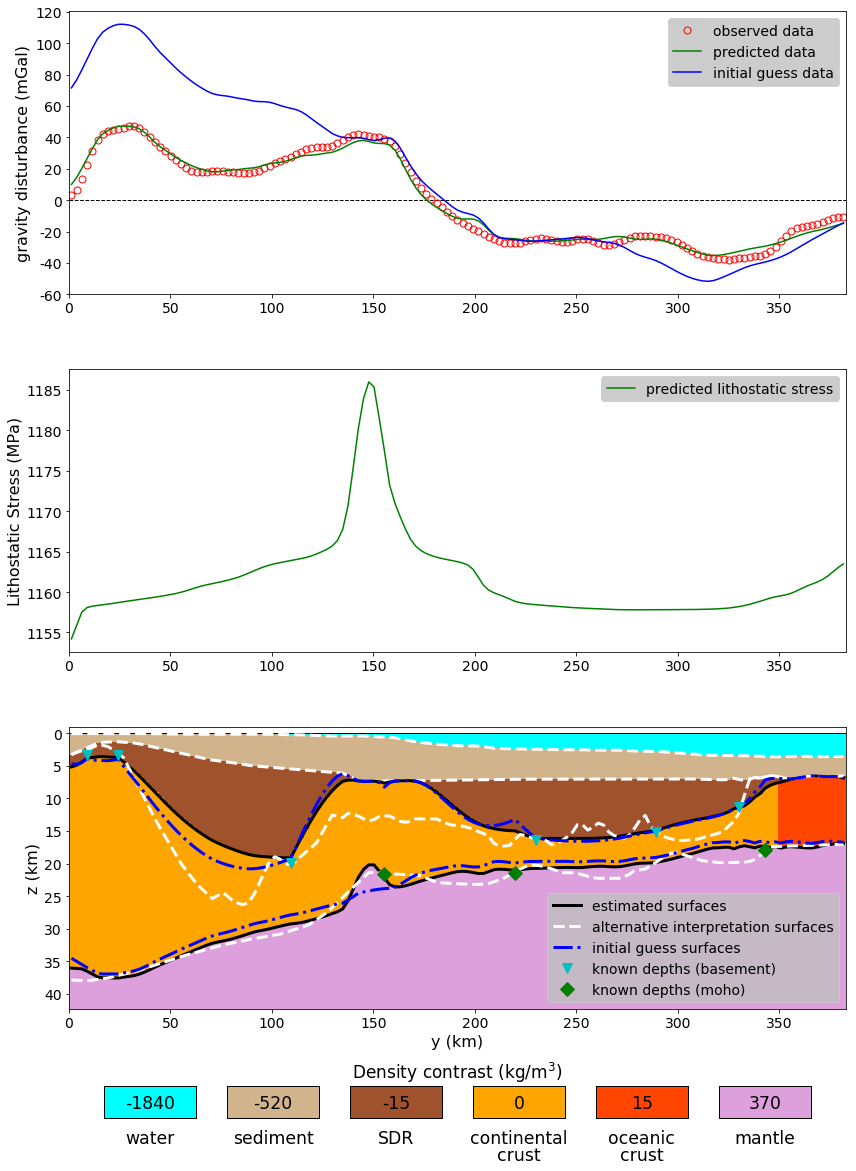 120
100
80
60
40
20
0
-20
-40
-60
gravity disturbance (mGal)
observed data
predicted data
initial guess data
0 50 100 150 200 250 300 350
1185
1180
1175
1170
1165
1160
1155
Lithostatic Stress (MPa)
predicted lithostatic stress
0 50 100 150 200 250 300 350
0
5
10
15
20
25
30
35
40
z (km)
estimated surfaces
alternative interpretation surfaces
initial guess surfaces
known depths (basement)
known depths (moho)
0 50 100 150 200 250 300 350
y (km)
Density contrast (kg/m³)
-1840 -520 -15 0 15 370
water sediment SDR continental oceanic mantle
crust crust